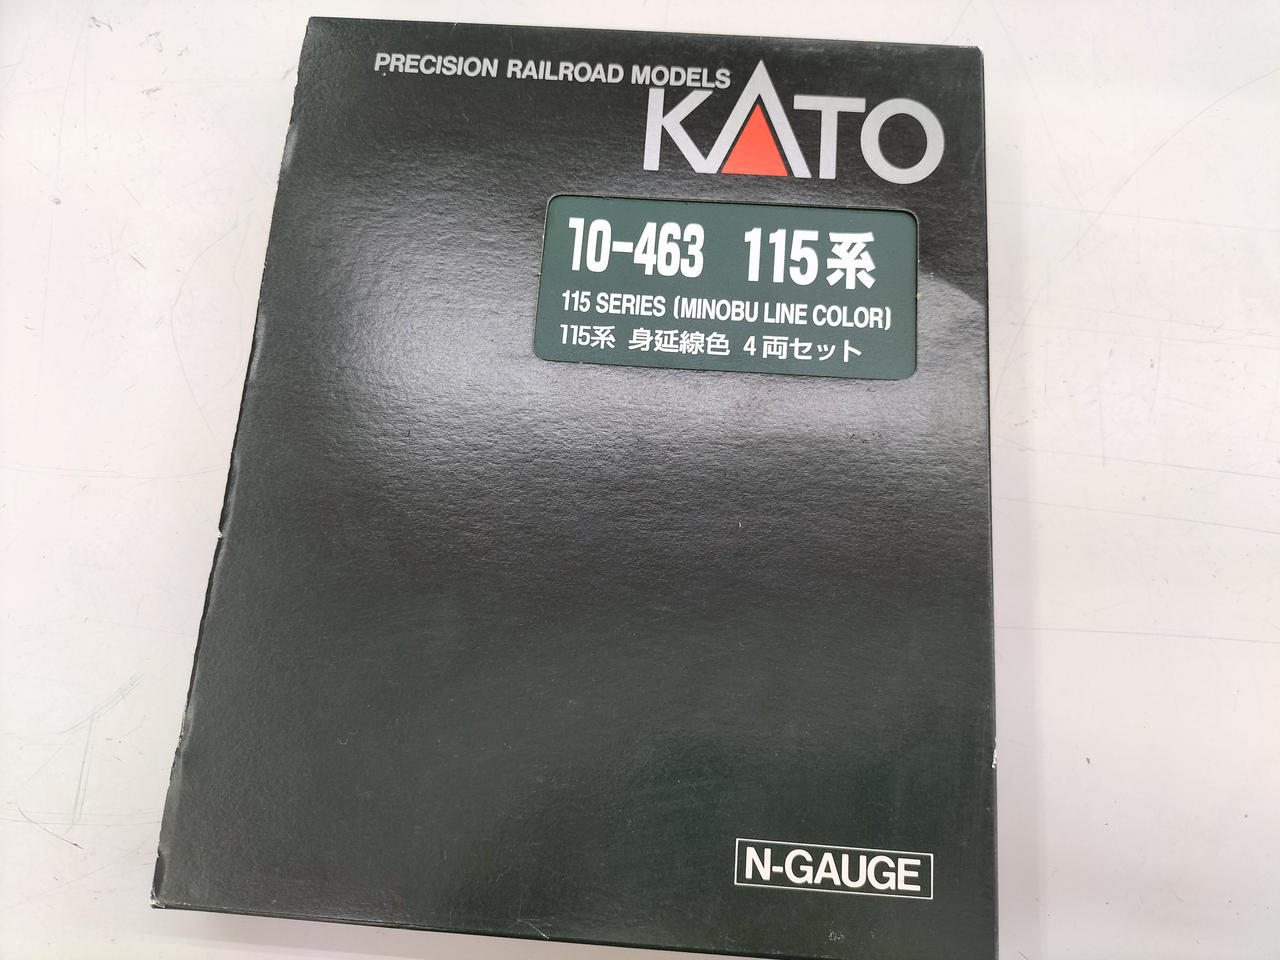 PRECISION RAILROAD MODELS
KATO
10-463 115系
115 SERIES (MINOBU LINE COLOR)
115系 身延線色 4両セット
N-GAUGE